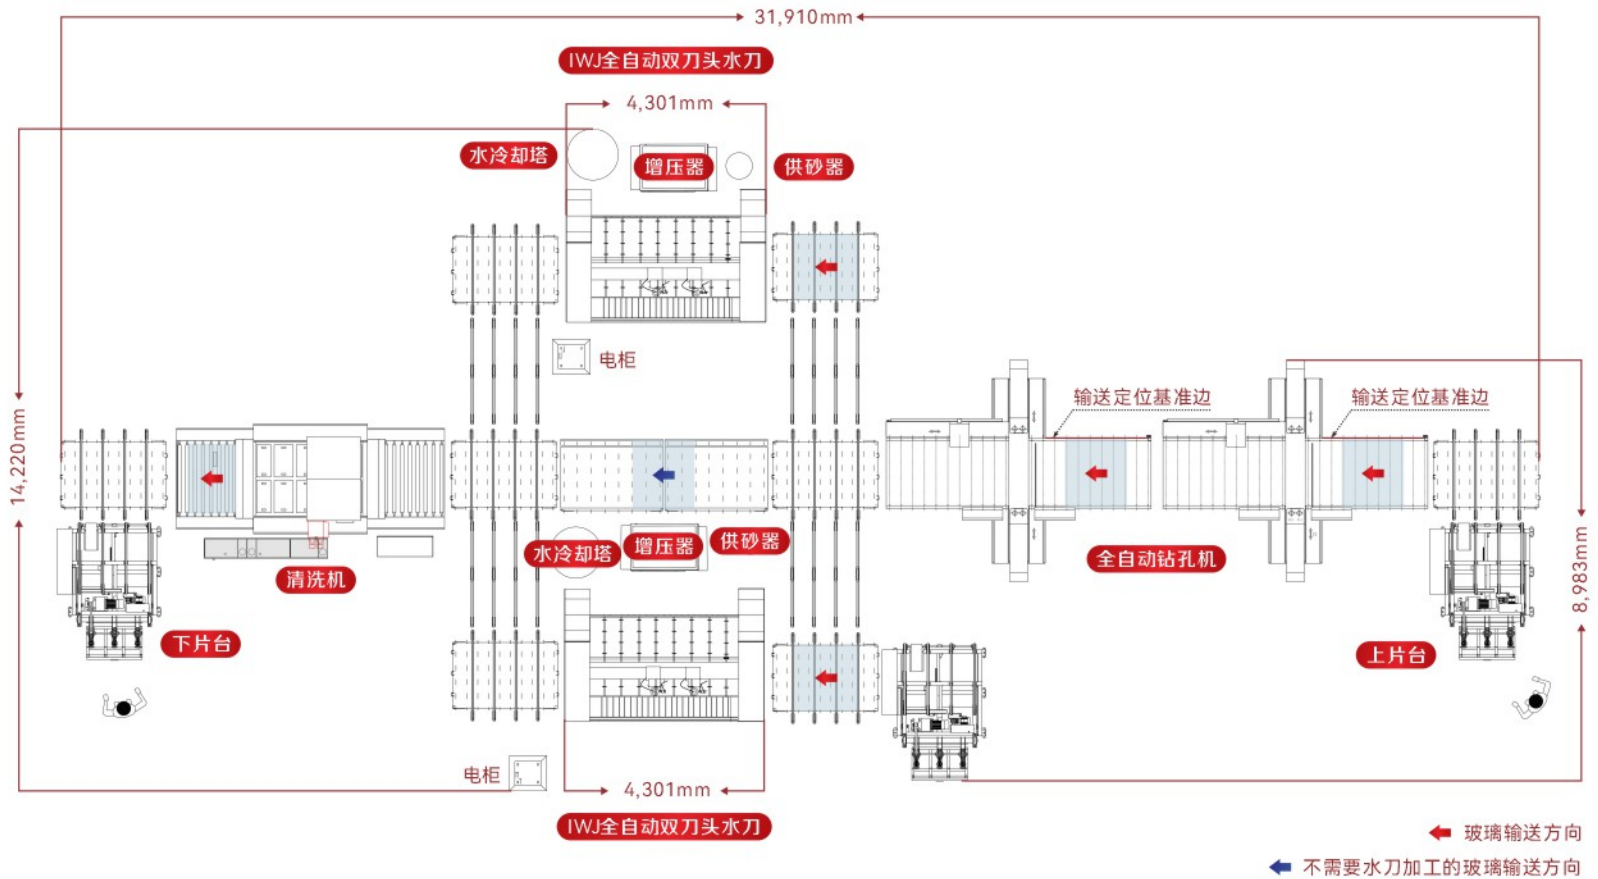 31,910mm
IWJ全自动双刀头水刀
4,301mm
水冷却塔
增压器
供砂器
电柜
输送定位基准边
输送定位基准边
14,220mm
水冷却塔
增压器
供砂器
全自动钻孔机
清洗机
8,983mm
下片台
上片台
电柜
4,301mm
IWJ全自动双刀头水刀
玻璃输送方向
不需要水刀加工的玻璃输送方向